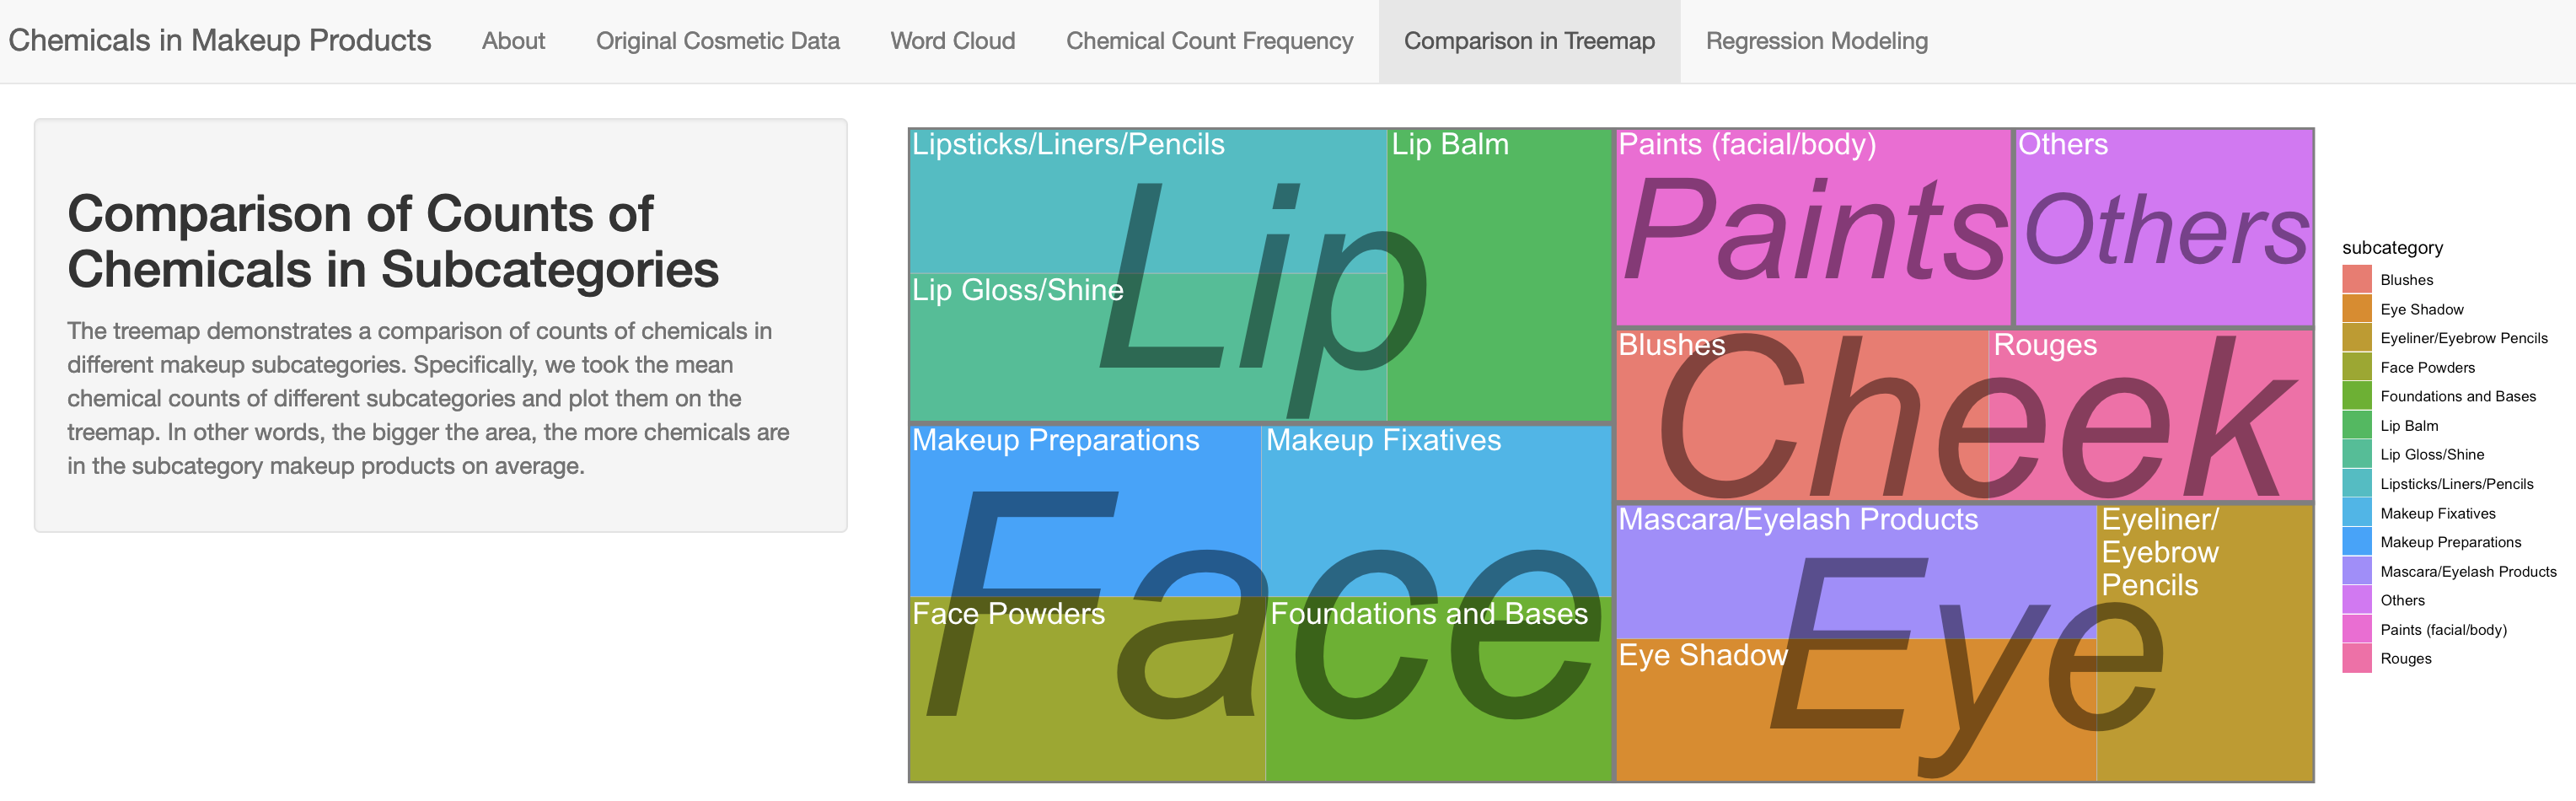 Chemicals in Makeup Products
About
Original Cosmetic Data
Word Cloud
Chemical Count Frequency
Comparison in Treemap
Regression Modeling
Comparison of Counts of
Chemicals in Subcategories
The treemap demonstrates a comparison of counts of chemicals in
different makeup subcategories. Specifically, we took the mean
chemical counts of different subcategories and plot them on the
treemap. In other words, the bigger the area, the more chemicals are
in the subcategory makeup products on average.
Lipsticks/Liners/Pencils
Lip Balm
Lip Gloss/Shine
Lip
Makeup Preparations
Makeup Fixatives
Face Powders
Foundations and Bases
Face
Paints (facial/body)
Paints
Others
Others
Blushes
Rouges
Cheek
Mascara/Eyelash Products
Eyeliner/
Eyebrow
Pencils
Eye Shadow
Eye
subcategory
Blushes
Eye Shadow
Eyeliner/Eyebrow Pencils
Face Powders
Foundations and Bases
Lip Balm
Lip Gloss/Shine
Lipsticks/Liners/Pencils
Makeup Fixatives
Makeup Preparations
Mascara/Eyelash Products
Others
Paints (facial/body)
Rouges